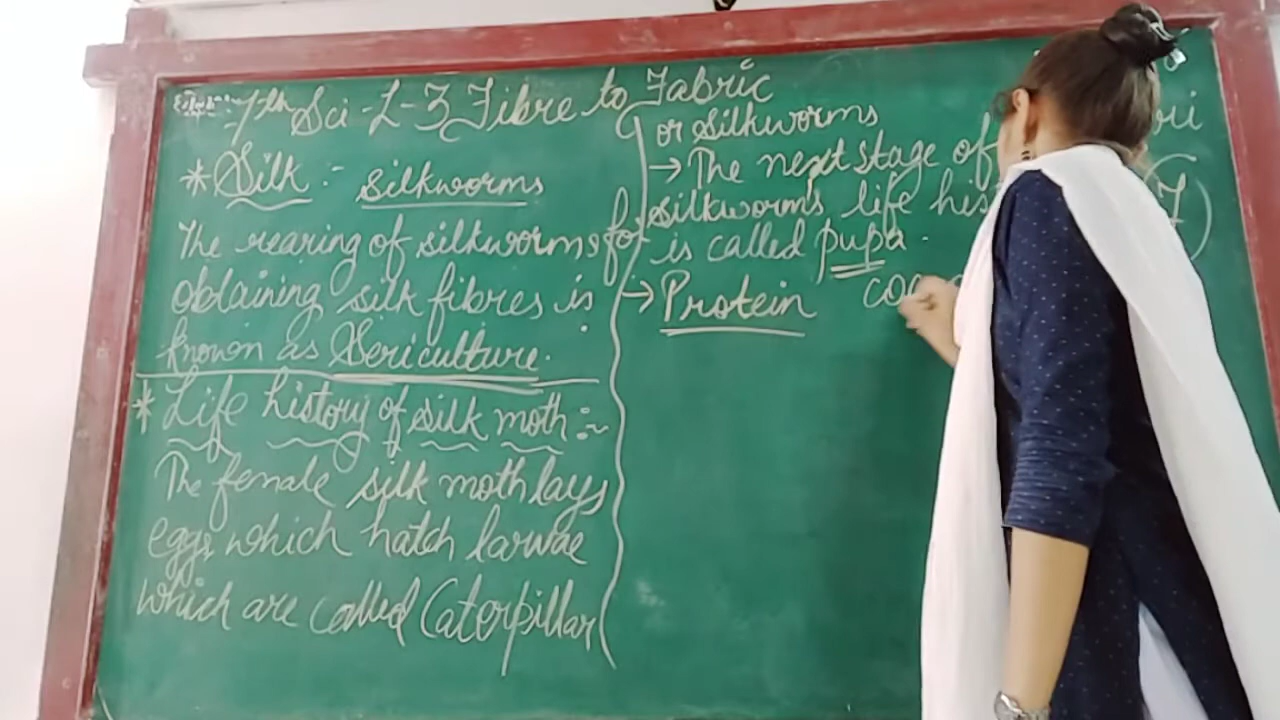 7th Sci-L-3 Fibre to Fabric
* Silk :- silkworms
The rearing of silkworms for
obtaining silk fibres is
known as Sericulture.
* Life history of silk moth :~
The female silk moth lays
eggs, which hatch larvae
which are called Caterpillar
or Silkworms
→ The next stage of
silkworms life his
is called pupa.
→ Protein coc